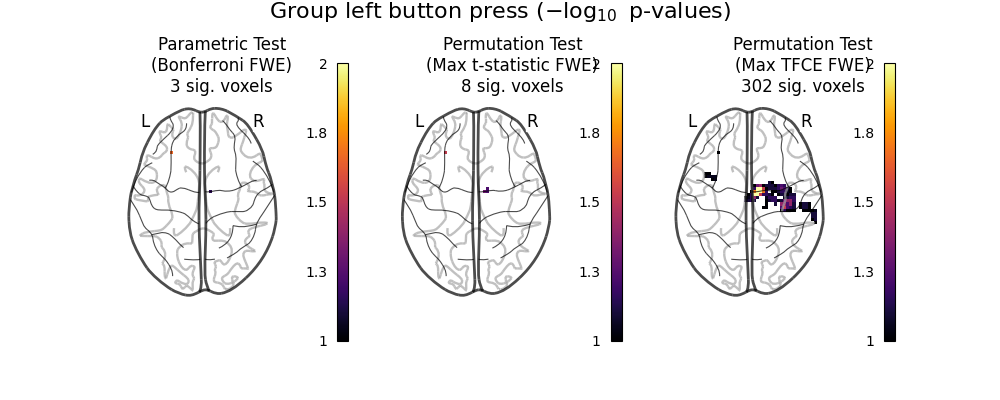 Group left button press (−log₁₀ p-values)
Parametric Test
(Bonferroni FWE)
3 sig. voxels
L R
2
1.8
1.5
1.3
1
Permutation Test
(Max t-statistic FWE)
8 sig. voxels
L R
2
1.8
1.5
1.3
1
Permutation Test
(Max TFCE FWE)
302 sig. voxels
L R
2
1.8
1.5
1.3
1